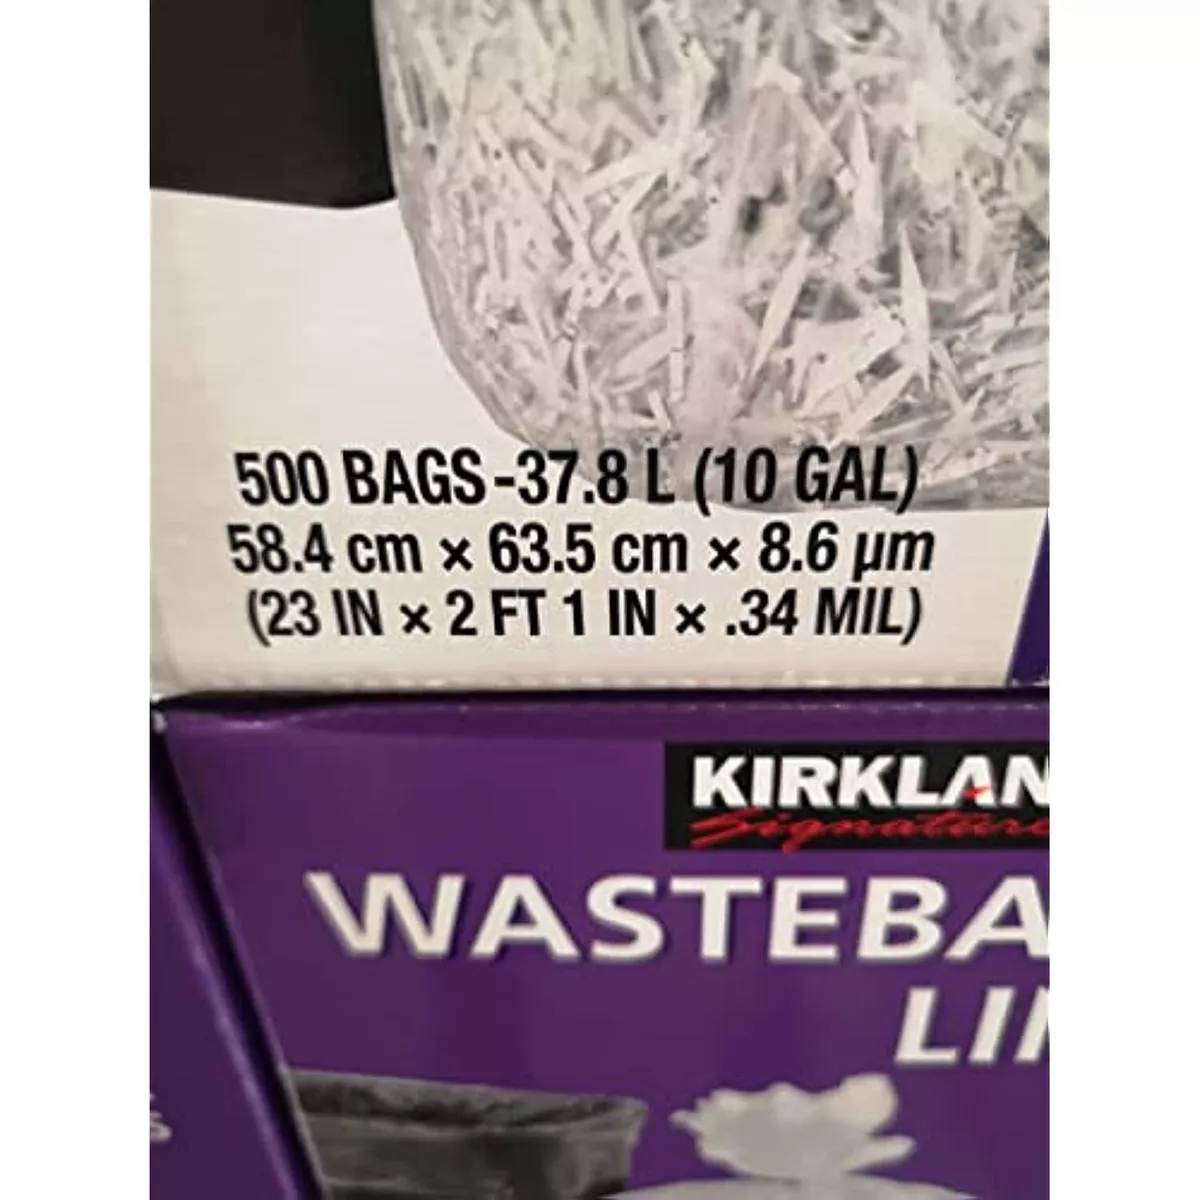 500 BAGS-37.8 L (10 GAL)
58.4 cm × 63.5 cm × 8.6 µm
(23 IN × 2 FT 1 IN × .34 MIL)
KIRKLAN
Signature
WASTEBA
LI